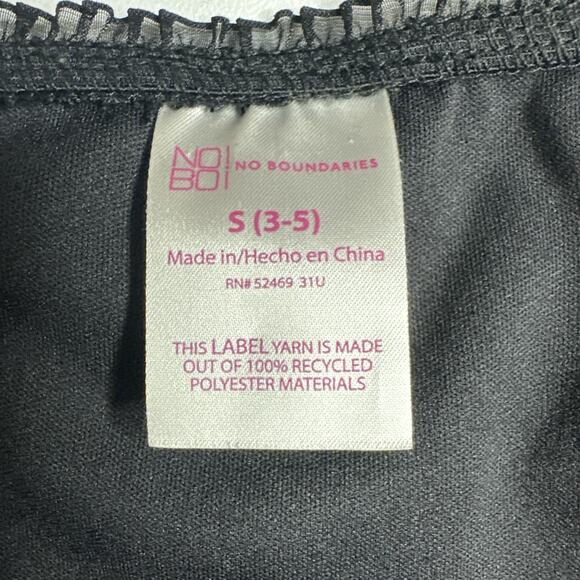 NO!
BO!
NO BOUNDARIES
S (3-5)
Made in/Hecho en China
RN# 52469 31U
THIS LABEL YARN IS MADE
OUT OF 100% RECYCLED
POLYESTER MATERIALS